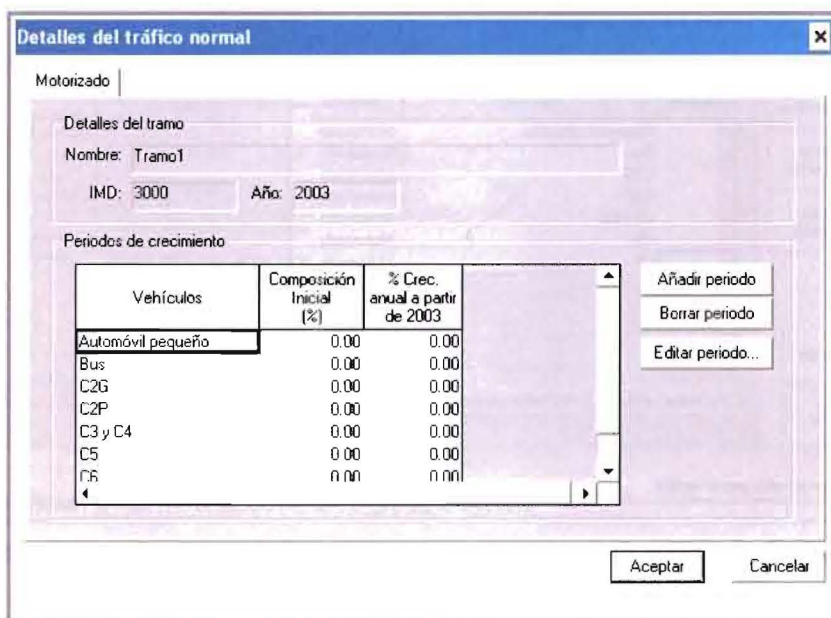 Detalles del tráfico normal
Motorizado
Detalles del tramo
Nombre: Tramo1
IMD: 3000 Año: 2003
Periodos de crecimiento
Vehículos Composición Inicial (%) % Crec. anual a partir de 2003
Automóvil pequeño 0.00 0.00
Bus 0.00 0.00
C2G 0.00 0.00
C2P 0.00 0.00
C3 y C4 0.00 0.00
C5 0.00 0.00
C6 0.00 0.00
Añadir periodo
Borrar periodo
Editar periodo...
Aceptar Cancelar